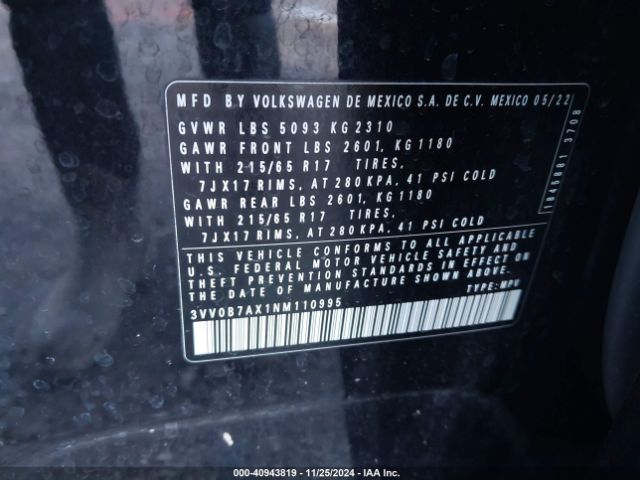 MFD BY VOLKSWAGEN DE MEXICO S.A. DE C.V. MEXICO 05/22
GVWR LBS 5093 KG 2310
GAWR FRONT LBS 2601, KG 1180
WITH 215/65 R17 TIRES,
7JX17 RIMS, AT 280 KPA, 41 PSI COLD
GAWR REAR LBS 2601, KG 1180
WITH 215/65 R17 TIRES,
7JX17 RIMS, AT 280 KPA, 41 PSI COLD
THIS VEHICLE CONFORMS TO ALL APPLICABLE
U.S. FEDERAL MOTOR VEHICLE SAFETY AND
THEFT PREVENTION STANDARDS IN EFFECT ON
THE DATE OF MANUFACTURE SHOWN ABOVE.
TYPE: MPV
3VV0B7AX1NM110995
3708
000-40943819 - 11/25/2024 - IAA Inc.